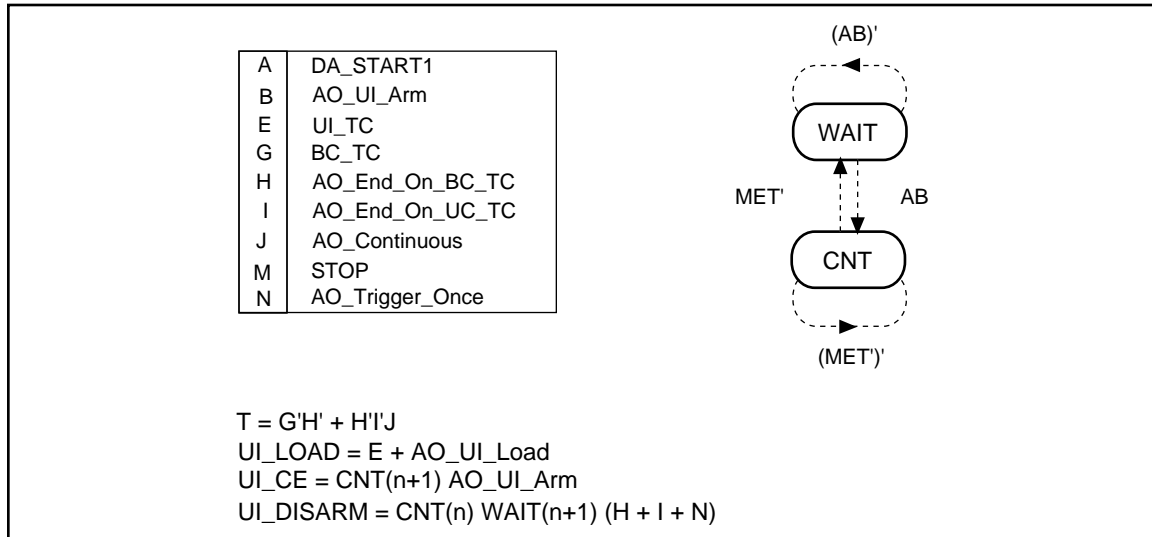 A DA_START1
B AO_UI_Arm
E UI_TC
G BC_TC
H AO_End_On_BC_TC
I AO_End_On_UC_TC
J AO_Continuous
M STOP
N AO_Trigger_Once
(AB)'
WAIT
MET' AB
CNT
(MET')'
T = G'H' + H'I'J
UI_LOAD = E + AO_UI_Load
UI_CE = CNT(n+1) AO_UI_Arm
UI_DISARM = CNT(n) WAIT(n+1) (H + I + N)